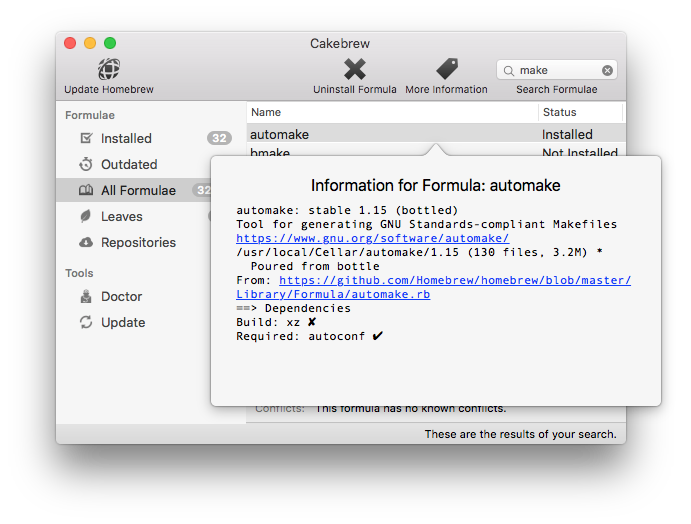 Cakebrew
Update Homebrew
Uninstall Formula
More Information
make
Search Formulae
Formulae
Installed 32
Outdated
All Formulae
Leaves
Repositories
Tools
Doctor
Update
Name Status
automake Installed
bmake Not Installed
Information for Formula: automake
automake: stable 1.15 (bottled)
Tool for generating GNU Standards-compliant Makefiles
https://www.gnu.org/software/automake/
/usr/local/Cellar/automake/1.15 (130 files, 3.2M) *
Poured from bottle
From: https://github.com/Homebrew/homebrew/blob/master/
Library/Formula/automake.rb
==> Dependencies
Build: xz ✘
Required: autoconf ✔
Conflicts: This formula has no known conflicts.
These are the results of your search.